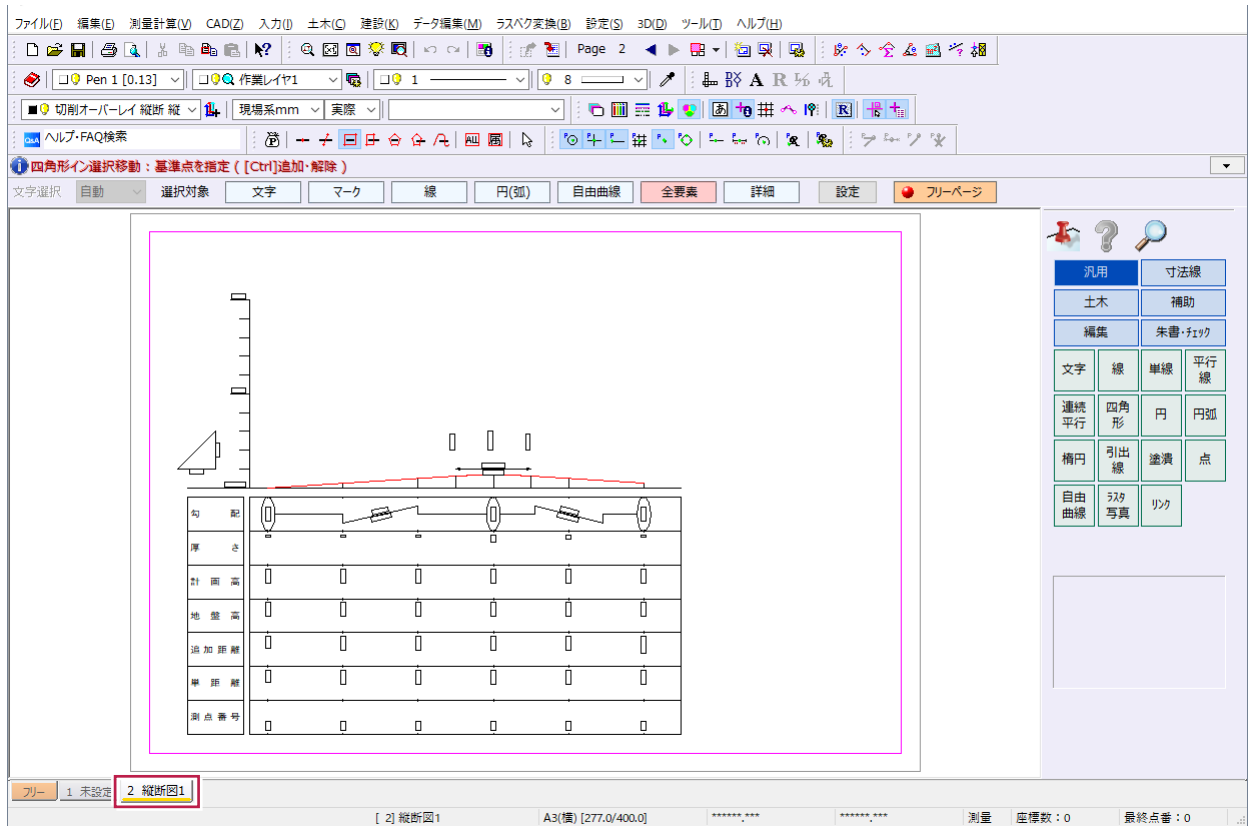 ファイル(F) 編集(E) 測量計算(V) CAD(Z) 入力(I) 土木(C) 建設(K) データ編集(M) ラスベク変換(B) 設定(S) 3D(D) ツール(T) ヘルプ(H)
Page 2
Pen 1 [0.13] 作業レイヤ1 1 8 A R
切削オーバーレイ 縦断 縦 現場系mm 実際 あ R
Q&A ヘルプ・FAQ検索 ALL 図
四角形イン選択移動：基準点を指定 ( [Ctrl]追加・解除 )
文字選択 自動 選択対象 文字 マーク 線 円(弧) 自由曲線 全要素 詳細 設定 フリーページ
汎用 寸法線
土木 補助
編集 朱書・チェック
文字 線 単線 平行線
連続平行 四角形 円 円弧
楕円 引出線 塗潰 点
自由曲線 ラスタ写真 リンク
勾配
厚さ
計画高
地盤高
追加距離
単距離
測点番号
フリー 1 未設定 2 縦断図1
[ 2] 縦断図1 A3(横) [277.0/400.0] ******.*** ******.*** 測量 座標数：0 最終点番：0